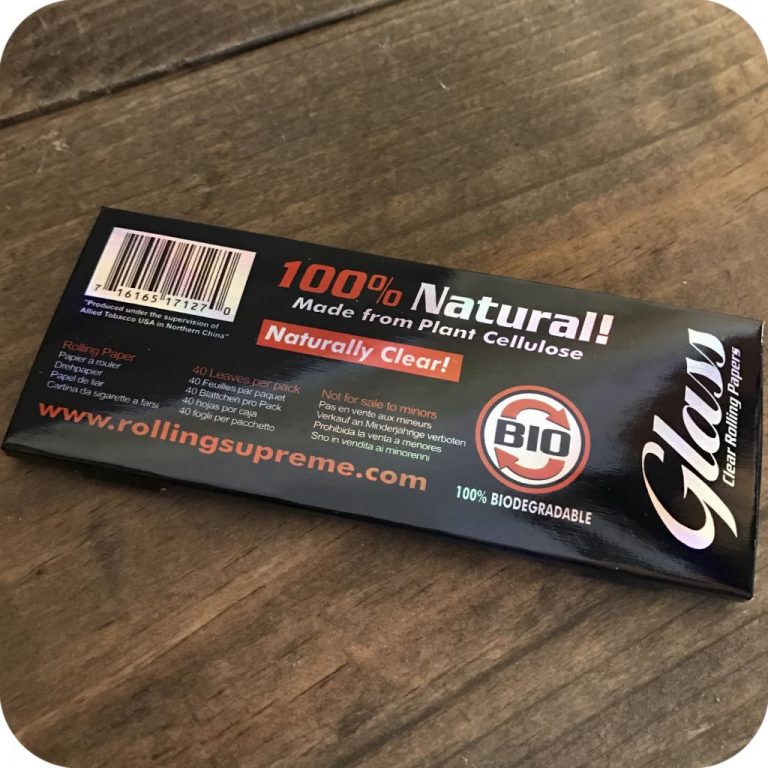 7 16165 17127 0
"Produced under the supervision of
Allied Tobacco USA in Northern China"
100% Natural!
Made from Plant Cellulose
Naturally Clear!
Rolling Paper
Papier a rouler
Drehpapier
Papel de liar
Cartina da sigarette a farsi
40 Leaves per pack
40 Feuilles par paquet
40 Blättchen pro Pack
40 hojas por caja
40 fogli per pacchetto
Not for sale to minors
Pas en vente aux mineurs
Verkauf an Minderjährige verboten
Prohibida la venta a menores
Sno in vendita ai minorenni
www.rollingsupreme.com
BIO
100% BIODEGRADABLE
Glass
Clear Rolling Papers